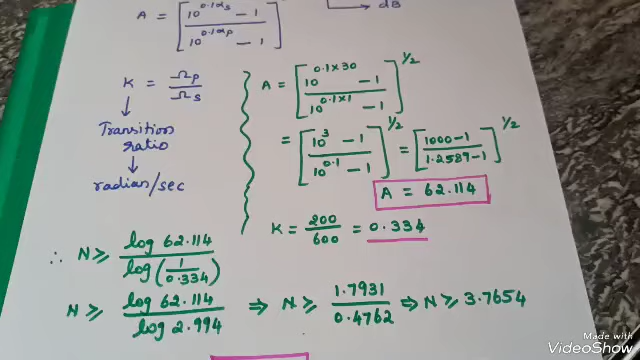 A = [ (10^0.1αs − 1) / (10^0.1αp − 1) ]
dB
K = Ωp / Ωs
Transition
ratio
radian/sec
A = [ (10^0.1×30 − 1) / (10^0.1×1 − 1) ]^1/2
= [ (10^3 − 1) / (10^0.1 − 1) ]^1/2 = [ (1000 − 1) / (1.2589 − 1) ]^1/2
A = 62.114
K = 200 / 600 = 0.334
∴ N ≥ log 62.114 / log (1 / 0.334)
N ≥ log 62.114 / log 2.994 ⇒ N ≥ 1.7931 / 0.4762 ⇒ N ≥ 3.7654
Made with
VideoShow